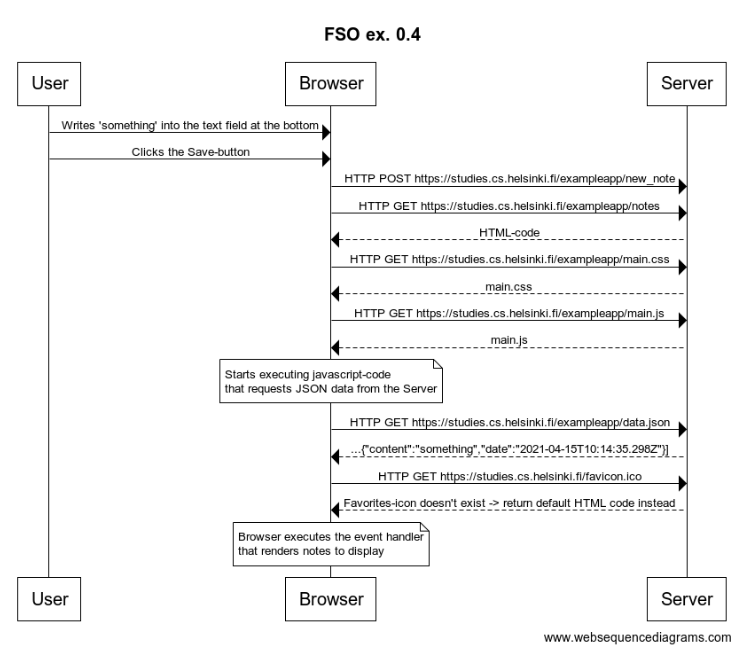 FSO ex. 0.4
User Browser Server
Writes 'something' into the text field at the bottom
Clicks the Save-button
HTTP POST https://studies.cs.helsinki.fi/exampleapp/new_note
HTTP GET https://studies.cs.helsinki.fi/exampleapp/notes
HTML-code
HTTP GET https://studies.cs.helsinki.fi/exampleapp/main.css
main.css
HTTP GET https://studies.cs.helsinki.fi/exampleapp/main.js
main.js
Starts executing javascript-code
that requests JSON data from the Server
HTTP GET https://studies.cs.helsinki.fi/exampleapp/data.json
...{"content":"something","date":"2021-04-15T10:14:35.298Z"}]
HTTP GET https://studies.cs.helsinki.fi/favicon.ico
Favorites-icon doesn't exist -> return default HTML code instead
Browser executes the event handler
that renders notes to display
User Browser Server
www.websequencediagrams.com